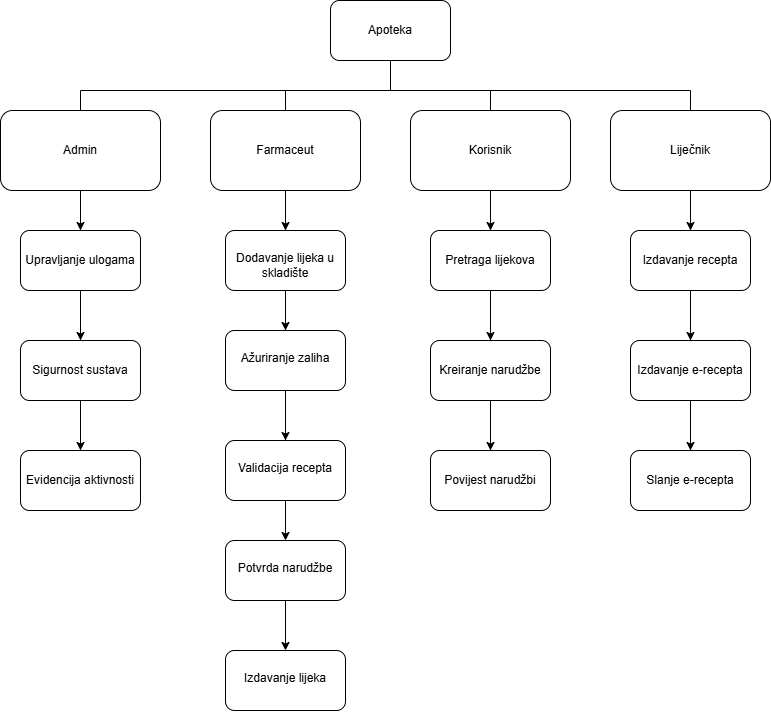 Apoteka
Admin
Farmaceut
Korisnik
Liječnik
Upravljanje ulogama
Dodavanje lijeka u
skladište
Pretraga lijekova
Izdavanje recepta
Sigurnost sustava
Ažuriranje zaliha
Kreiranje narudžbe
Izdavanje e-recepta
Evidencija aktivnosti
Validacija recepta
Povijest narudžbi
Slanje e-recepta
Potvrda narudžbe
Izdavanje lijeka